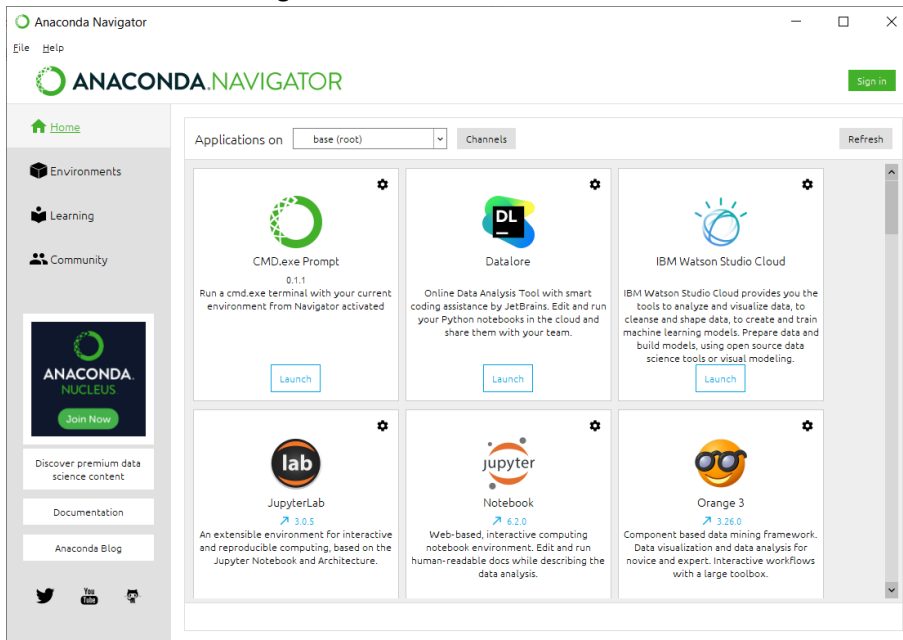 Anaconda Navigator
File Help
ANACONDA.NAVIGATOR
Sign in
Home
Environments
Learning
Community
ANACONDA.
NUCLEUS
Join Now
Discover premium data
science content
Documentation
Anaconda Blog
You
Tube
Applications on base (root) Channels Refresh
CMD.exe Prompt
0.1.1
Run a cmd.exe terminal with your current
environment from Navigator activated
Launch
DL
Datalore
Online Data Analysis Tool with smart
coding assistance by JetBrains. Edit and run
your Python notebooks in the cloud and
share them with your team.
Launch
IBM Watson Studio Cloud
IBM Watson Studio Cloud provides you the
tools to analyze and visualize data, to
cleanse and shape data, to create and train
machine learning models. Prepare data and
build models, using open source data
science tools or visual modeling.
Launch
lab
JupyterLab
3.0.5
An extensible environment for interactive
and reproducible computing, based on the
Jupyter Notebook and Architecture.
jupyter
Notebook
6.2.0
Web-based, interactive computing
notebook environment. Edit and run
human-readable docs while describing the
data analysis.
Orange 3
3.26.0
Component based data mining framework.
Data visualization and data analysis for
novice and expert. Interactive workflows
with a large toolbox.